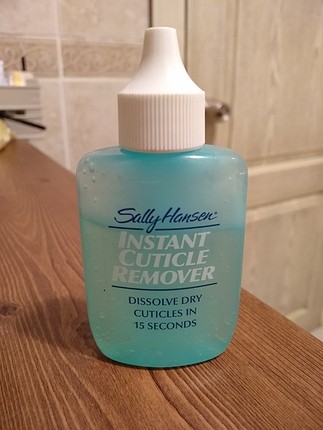 Sally Hansen
INSTANT
CUTICLE
REMOVER
DISSOLVE DRY
CUTICLES IN
15 SECONDS